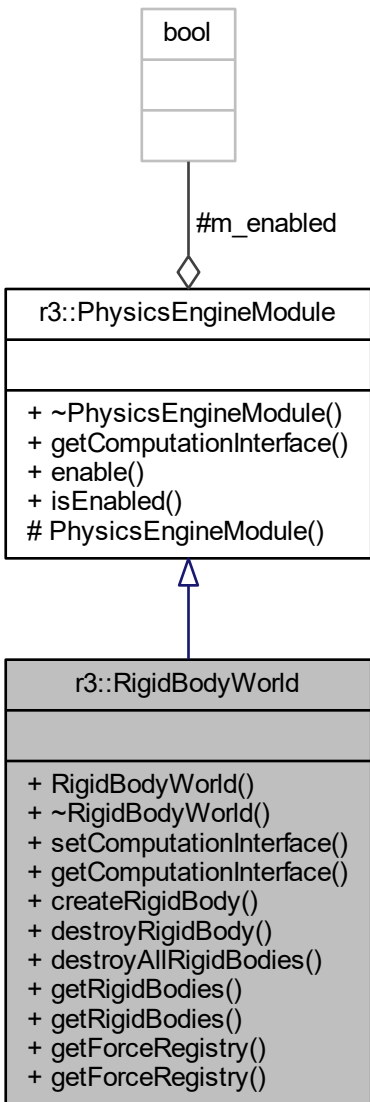 bool
#m_enabled
r3::PhysicsEngineModule
+ ~PhysicsEngineModule()
+ getComputationInterface()
+ enable()
+ isEnabled()
# PhysicsEngineModule()
r3::RigidBodyWorld
+ RigidBodyWorld()
+ ~RigidBodyWorld()
+ setComputationInterface()
+ getComputationInterface()
+ createRigidBody()
+ destroyRigidBody()
+ destroyAllRigidBodies()
+ getRigidBodies()
+ getRigidBodies()
+ getForceRegistry()
+ getForceRegistry()